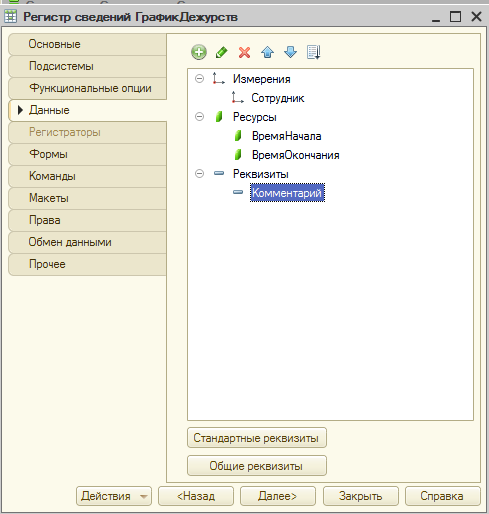 Регистр сведений ГрафикДежурств
Основные
Подсистемы
Функциональные опции
Данные
Регистраторы
Формы
Команды
Макеты
Права
Обмен данными
Прочее
Измерения
Сотрудник
Ресурсы
ВремяНачала
ВремяОкончания
Реквизиты
Комментарий
Стандартные реквизиты
Общие реквизиты
Действия
<Назад
Далее>
Закрыть
Справка